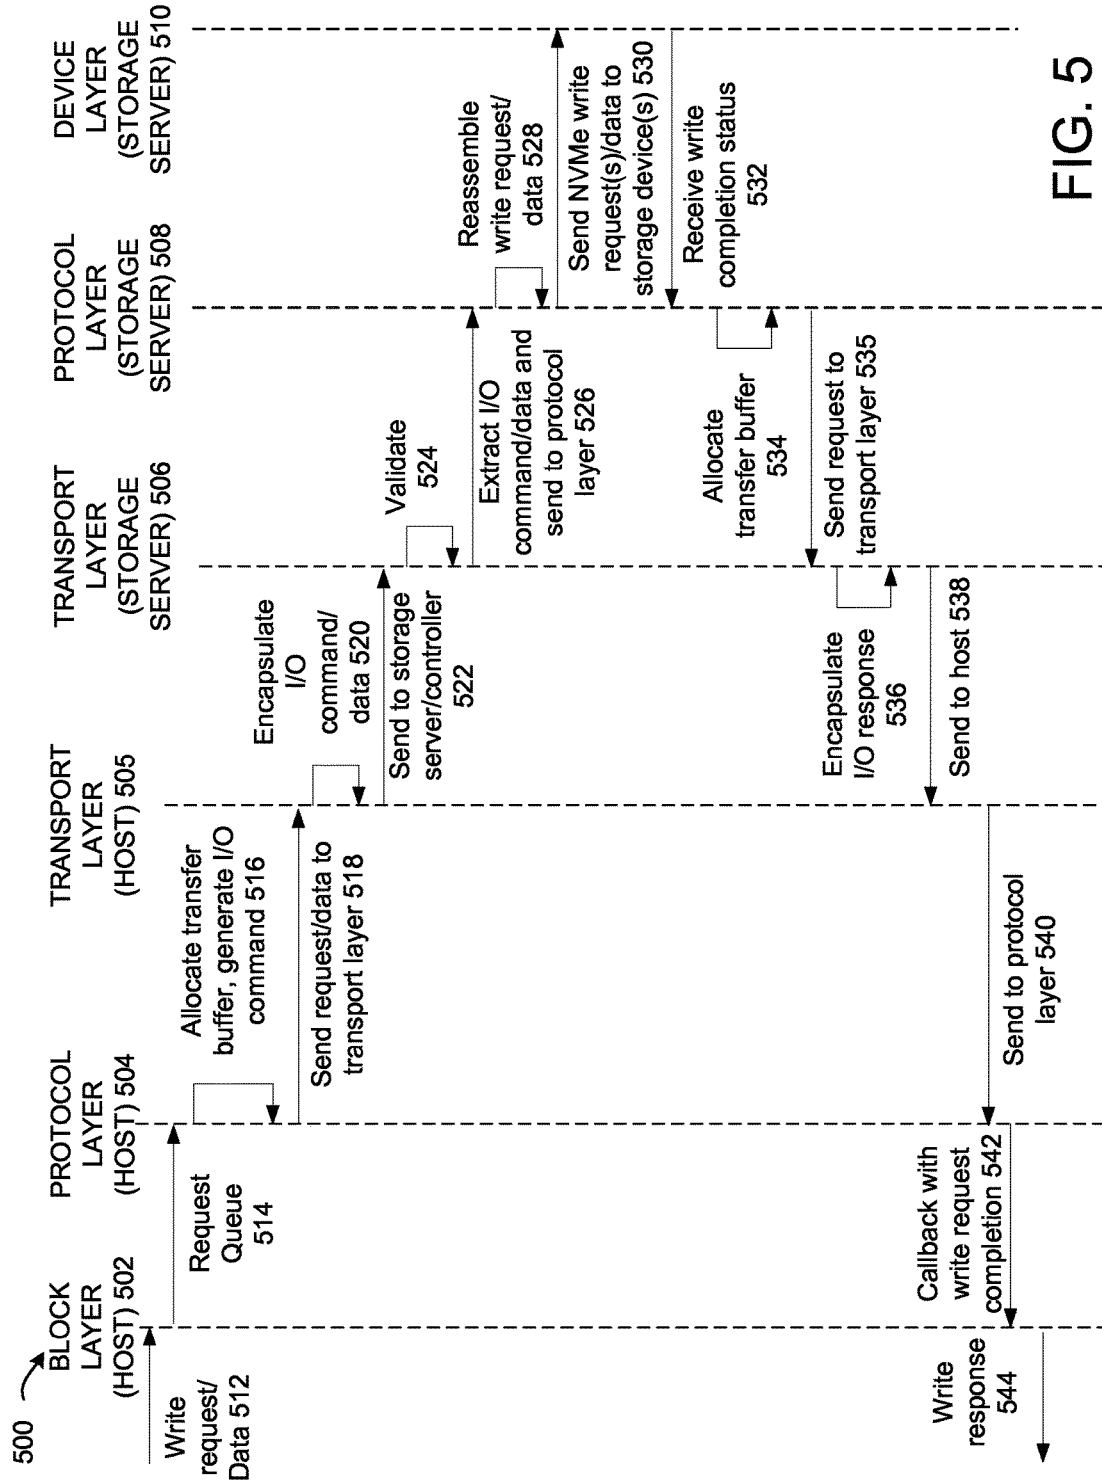 500
BLOCK
LAYER
(HOST) 502
PROTOCOL
LAYER
(HOST) 504
TRANSPORT
LAYER
(HOST) 505
TRANSPORT
LAYER
(STORAGE
SERVER) 506
PROTOCOL
LAYER
(STORAGE
SERVER) 508
DEVICE
LAYER
(STORAGE
SERVER) 510
Write
request/
Data 512
Request
Queue
514
Allocate transfer
buffer, generate I/O
command 516
Send request/data to
transport layer 518
Encapsulate
I/O
command/
data 520
Send to storage
server/controller
522
Validate
524
Extract I/O
command/data and
send to protocol
layer 526
Reassemble
write request/
data 528
Send NVMe write
request(s)/data to
storage device(s) 530
Receive write
completion status
532
Allocate
transfer buffer
534
Send request to
transport layer 535
Encapsulate
I/O response
536
Send to host 538
Send to protocol
layer 540
Callback with
write request
completion 542
Write
response
544
FIG. 5